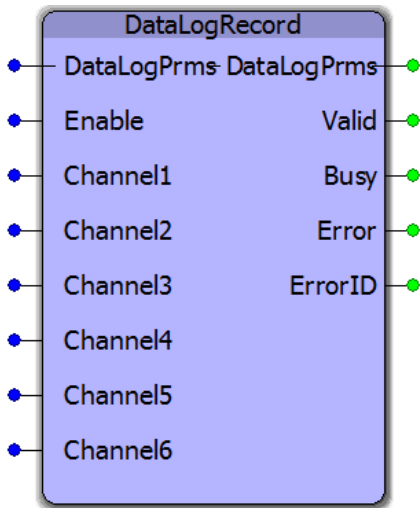 DataLogRecord
DataLogPrms DataLogPrms
Enable Valid
Channel1 Busy
Channel2 Error
Channel3 ErrorID
Channel4
Channel5
Channel6